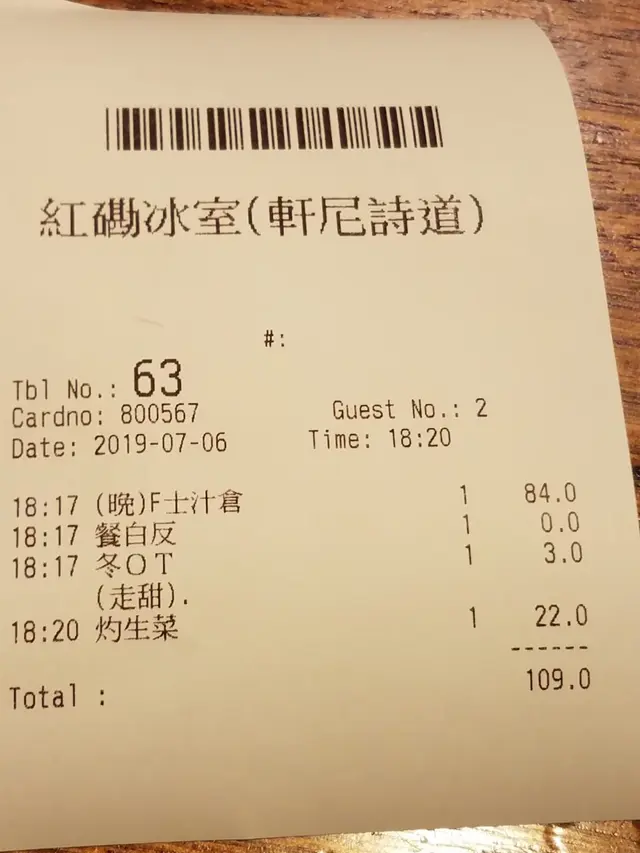 紅磡冰室(軒尼詩道)
#:
Tbl No.: 63
Cardno: 800567 Guest No.: 2
Date: 2019-07-06 Time: 18:20
18:17 (晚)F士汁倉 1 84.0
18:17 餐白反 1 0.0
18:17 冬OT 1 3.0
(走甜).
18:20 灼生菜 1 22.0
------
Total : 109.0